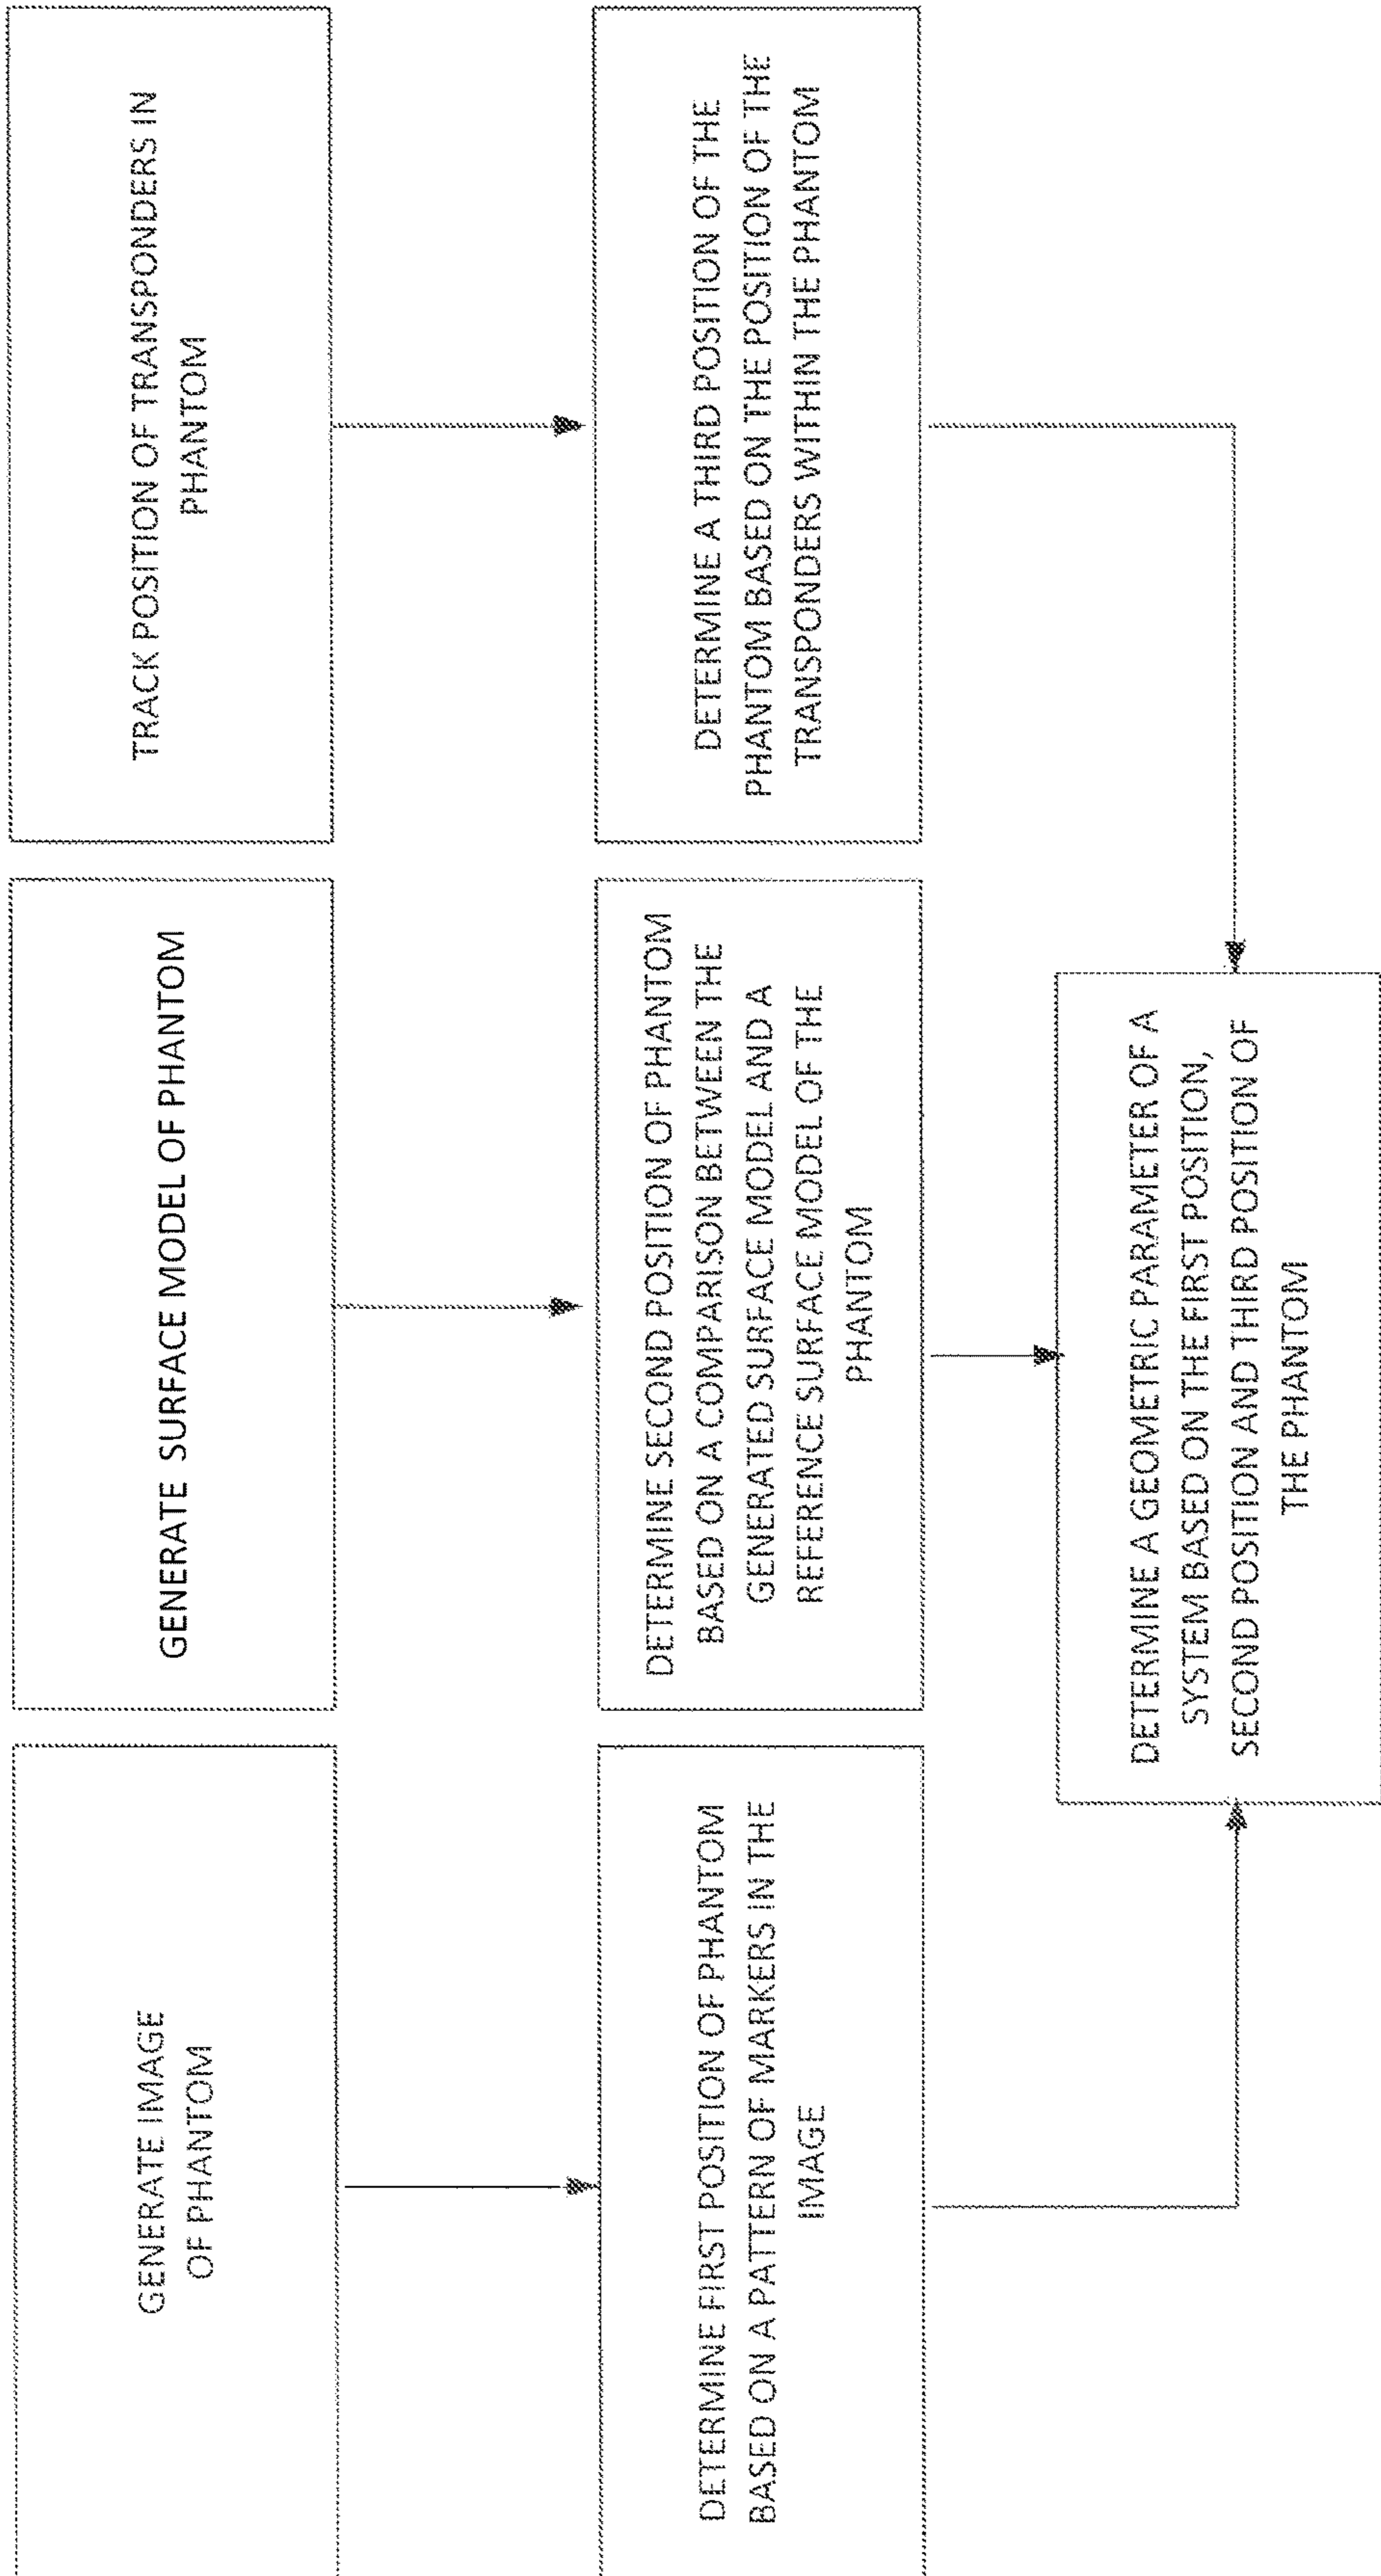 GENERATE IMAGE
OF PHANTOM
GENERATE SURFACE MODEL OF PHANTOM
TRACK POSITION OF TRANSPONDERS IN
PHANTOM
DETERMINE FIRST POSITION OF PHANTOM
BASED ON A PATTERN OF MARKERS IN THE
IMAGE
DETERMINE SECOND POSITION OF PHANTOM
BASED ON A COMPARISON BETWEEN THE
GENERATED SURFACE MODEL AND A
REFERENCE SURFACE MODEL OF THE
PHANTOM
DETERMINE A THIRD POSITION OF THE
PHANTOM BASED ON THE POSITION OF THE
TRANSPONDERS WITHIN THE PHANTOM
DETERMINE A GEOMETRIC PARAMETER OF A
SYSTEM BASED ON THE FIRST POSITION,
SECOND POSITION AND THIRD POSITION OF
THE PHANTOM